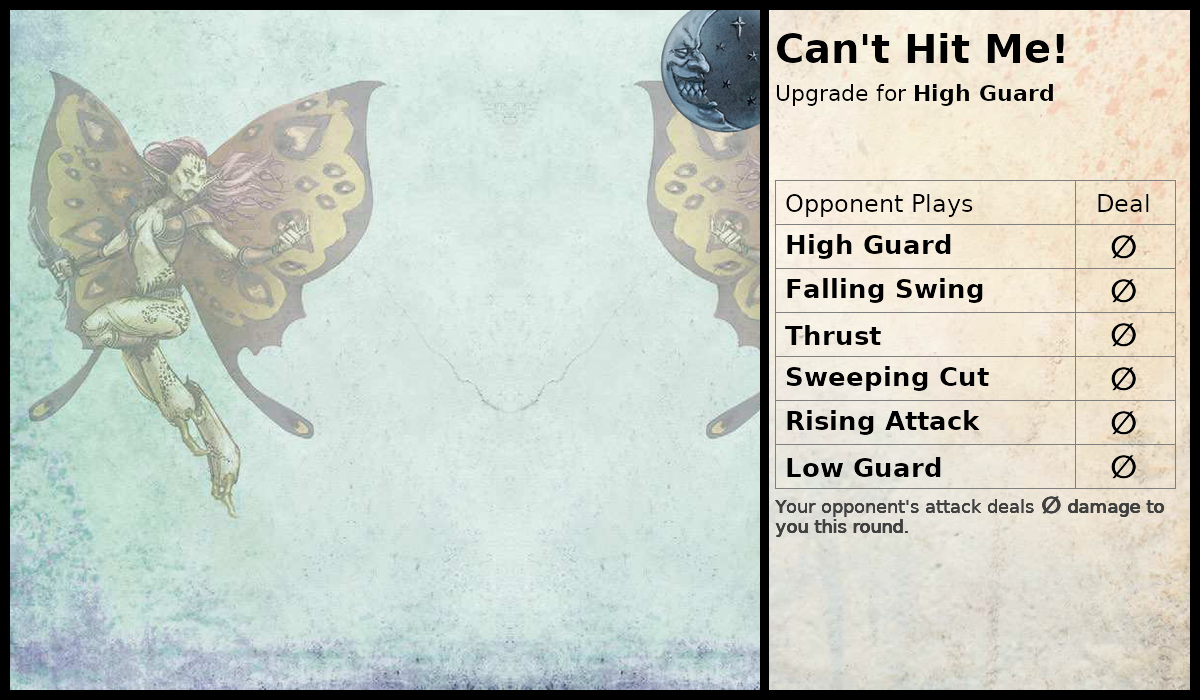 Can't Hit Me!
Upgrade for High Guard
Opponent Plays Deal
High Guard Ø
Falling Swing Ø
Thrust Ø
Sweeping Cut Ø
Rising Attack Ø
Low Guard Ø
Your opponent's attack deals Ø damage to
you this round.